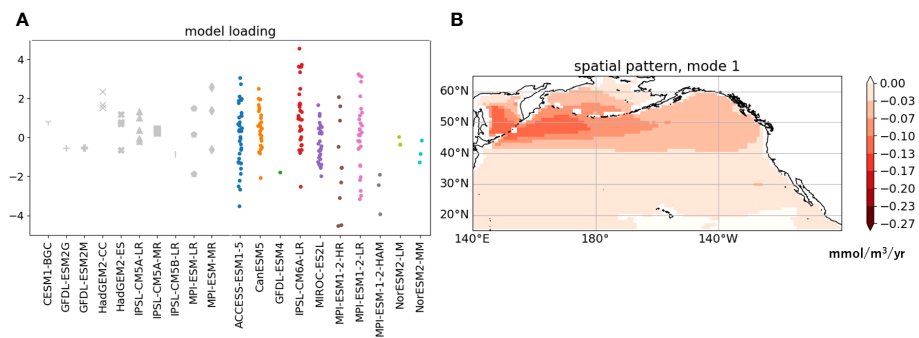 A
model loading
4
2
0
−2
−4
CESM1-BGC
GFDL-ESM2G
GFDL-ESM2M
HadGEM2-CC
HadGEM2-ES
IPSL-CM5A-LR
IPSL-CM5A-MR
IPSL-CM5B-LR
MPI-ESM-LR
MPI-ESM-MR
ACCESS-ESM1-5
CanESM5
GFDL-ESM4
IPSL-CM6A-LR
MIROC-ES2L
MPI-ESM1-2-HR
MPI-ESM1-2-LR
MPI-ESM-1-2-HAM
NorESM2-LM
NorESM2-MM
B
spatial pattern, mode 1
60°N
50°N
40°N
30°N
20°N
140°E
180°
140°W
0.00
−0.03
−0.07
−0.10
−0.13
−0.17
−0.20
−0.23
−0.27
mmol/m³/yr